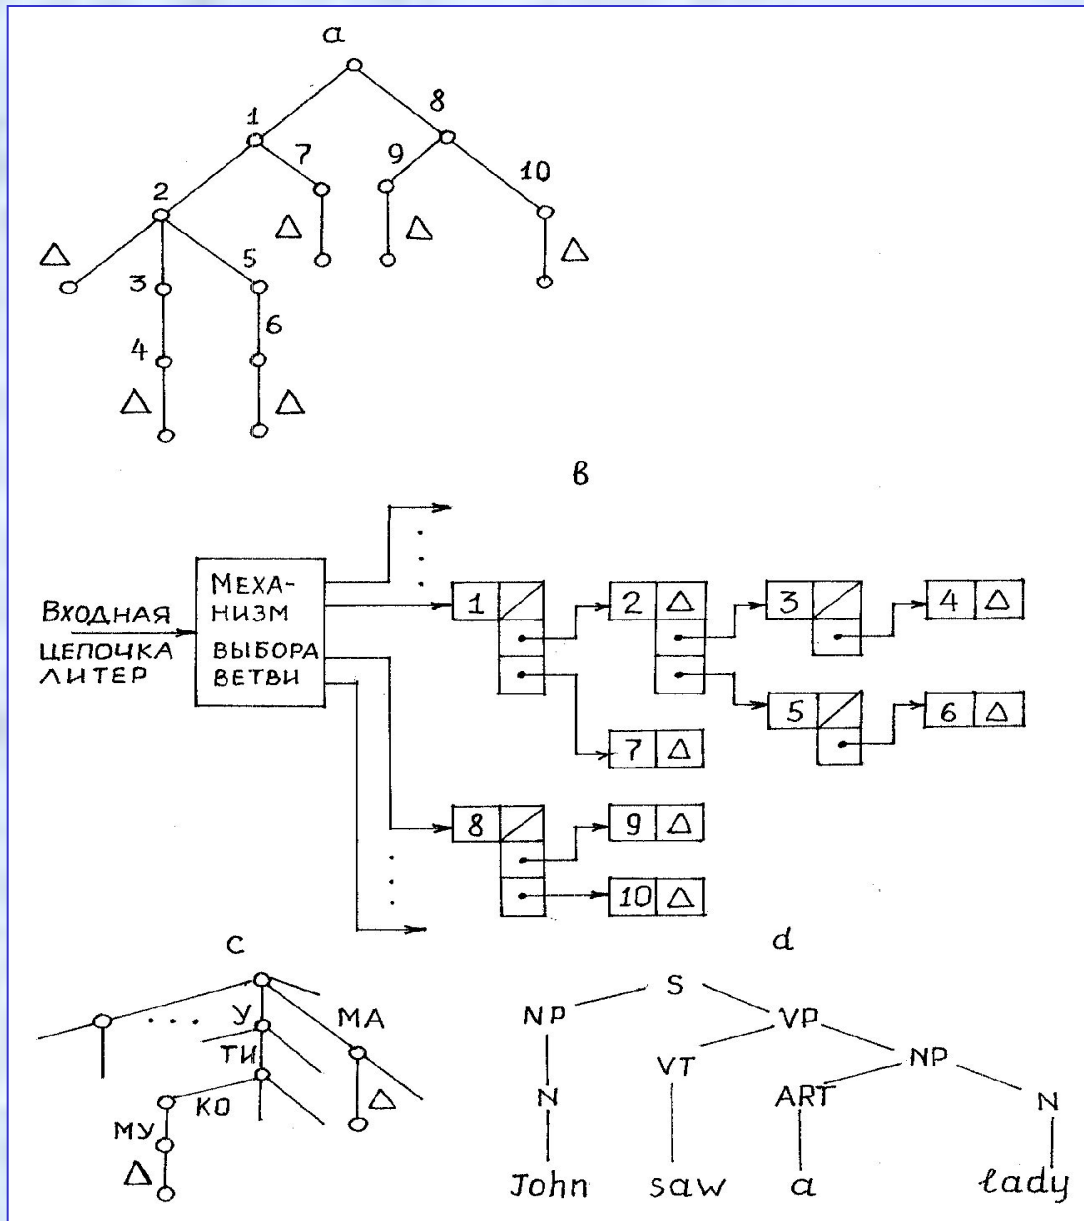 a
1
8
7
9
10
2
Δ
Δ
Δ
Δ
5
3
6
4
Δ
Δ
в
МЕХА-
НИЗМ
ВЫБОРА
ВЕТВИ
ВХОДНАЯ
ЦЕПОЧКА
ЛИТЕР
1
2 Δ
3
4 Δ
5
6 Δ
7 Δ
8
9 Δ
10 Δ
c
У
МА
ТИ
КО
Δ
МУ
Δ
d
S
NP
VP
VT
NP
N
ART
N
John saw a lady